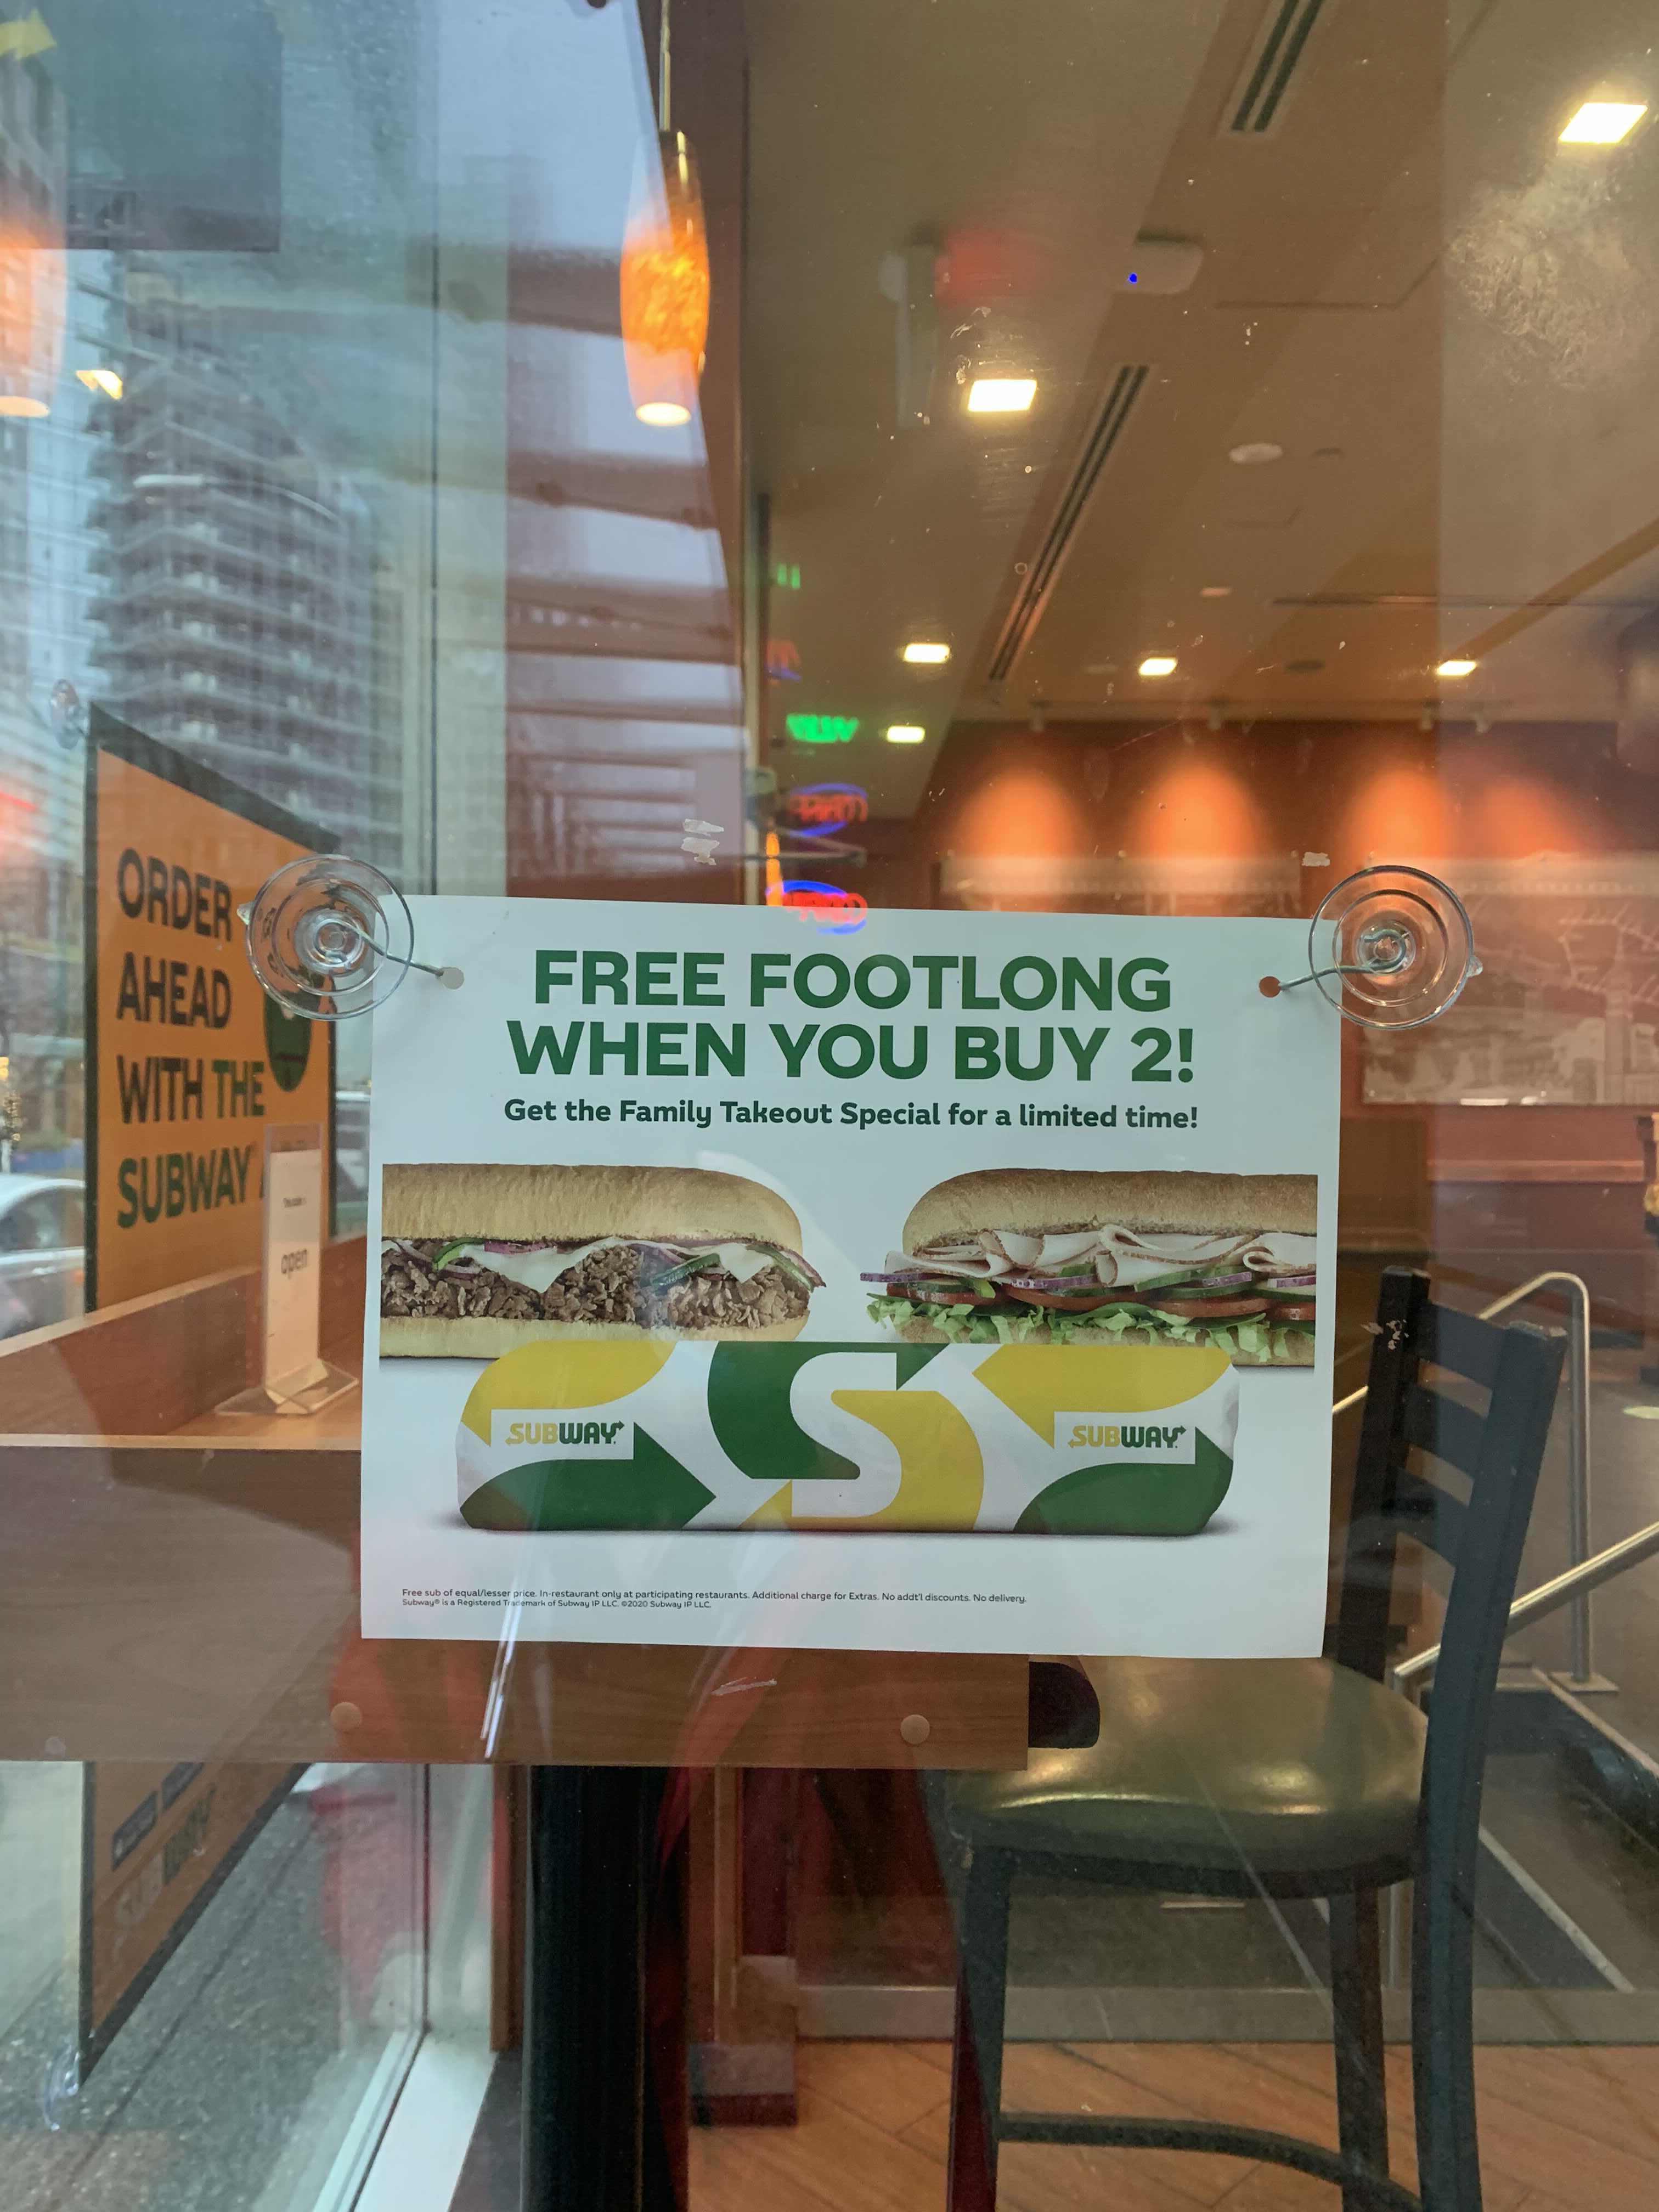 ORDER
AHEAD
WITH THE
SUBWAY
open
FREE FOOTLONG
WHEN YOU BUY 2!
Get the Family Takeout Special for a limited time!
SUBWAY
SUBWAY
Free sub of equal/lesser price. In-restaurant only at participating restaurants. Additional charge for Extras. No addt'l discounts. No delivery.
Subway® is a Registered Trademark of Subway IP LLC. ©2020 Subway IP LLC.
SUBWAY